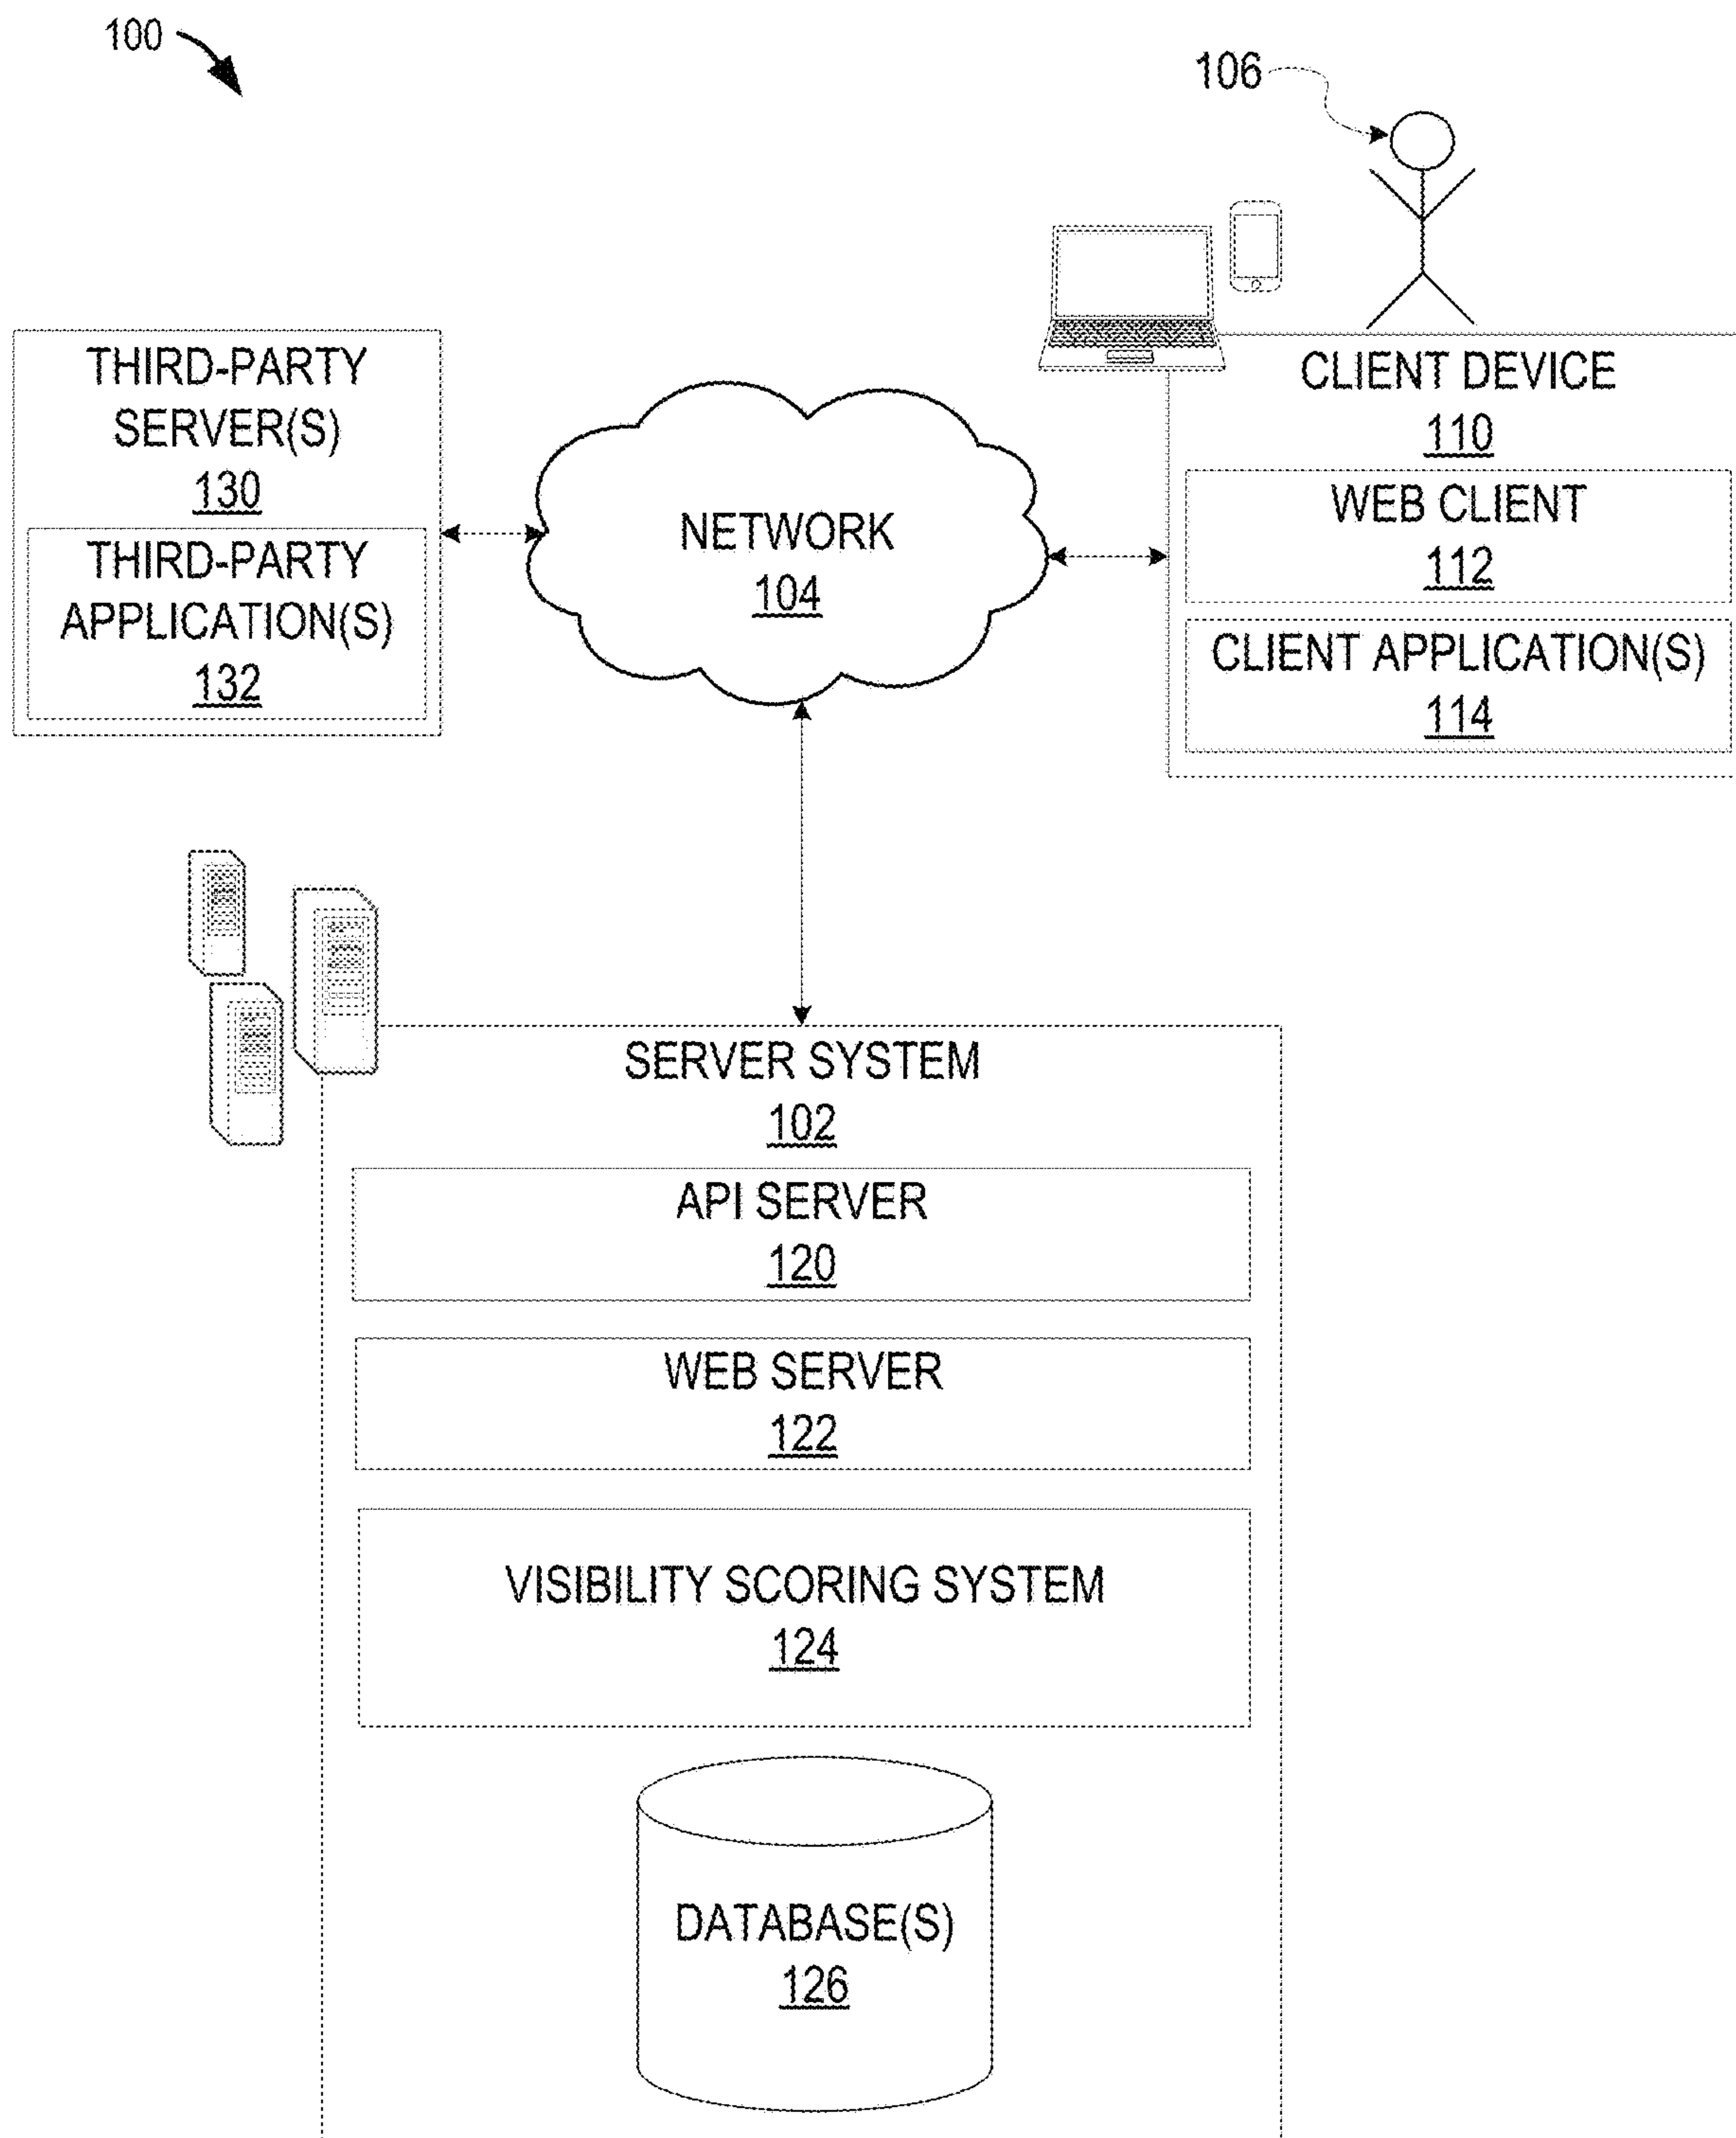 100
106
THIRD-PARTY
SERVER(S)
130
THIRD-PARTY
APPLICATION(S)
132
NETWORK
104
CLIENT DEVICE
110
WEB CLIENT
112
CLIENT APPLICATION(S)
114
SERVER SYSTEM
102
API SERVER
120
WEB SERVER
122
VISIBILITY SCORING SYSTEM
124
DATABASE(S)
126